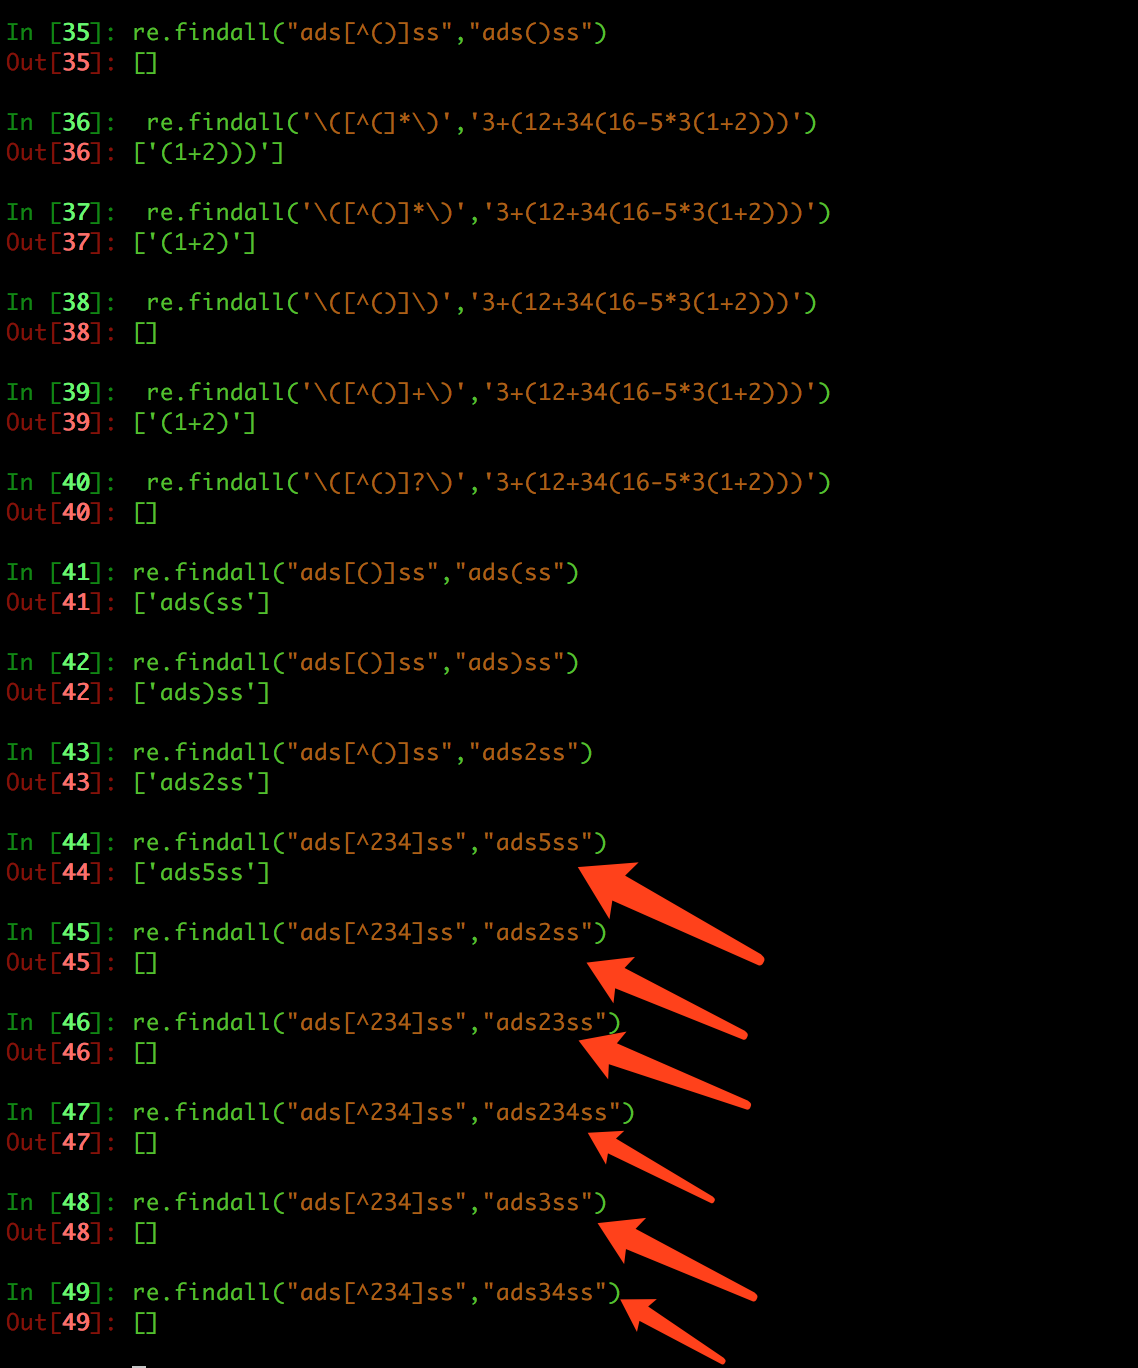 In [35]: re.findall("ads[^()]ss","ads()ss")
Out[35]: []
In [36]:  re.findall('\([^(]*\)','3+(12+34(16-5*3(1+2)))')
Out[36]: ['(1+2)))']
In [37]:  re.findall('\([^()]*\)','3+(12+34(16-5*3(1+2)))')
Out[37]: ['(1+2)']
In [38]:  re.findall('\([^()]\)','3+(12+34(16-5*3(1+2)))')
Out[38]: []
In [39]:  re.findall('\([^()]+\)','3+(12+34(16-5*3(1+2)))')
Out[39]: ['(1+2)']
In [40]:  re.findall('\([^()]?\)','3+(12+34(16-5*3(1+2)))')
Out[40]: []
In [41]: re.findall("ads[()]ss","ads(ss")
Out[41]: ['ads(ss']
In [42]: re.findall("ads[()]ss","ads)ss")
Out[42]: ['ads)ss']
In [43]: re.findall("ads[^()]ss","ads2ss")
Out[43]: ['ads2ss']
In [44]: re.findall("ads[^234]ss","ads5ss")
Out[44]: ['ads5ss']
In [45]: re.findall("ads[^234]ss","ads2ss")
Out[45]: []
In [46]: re.findall("ads[^234]ss","ads23ss")
Out[46]: []
In [47]: re.findall("ads[^234]ss","ads234ss")
Out[47]: []
In [48]: re.findall("ads[^234]ss","ads3ss")
Out[48]: []
In [49]: re.findall("ads[^234]ss","ads34ss")
Out[49]: []